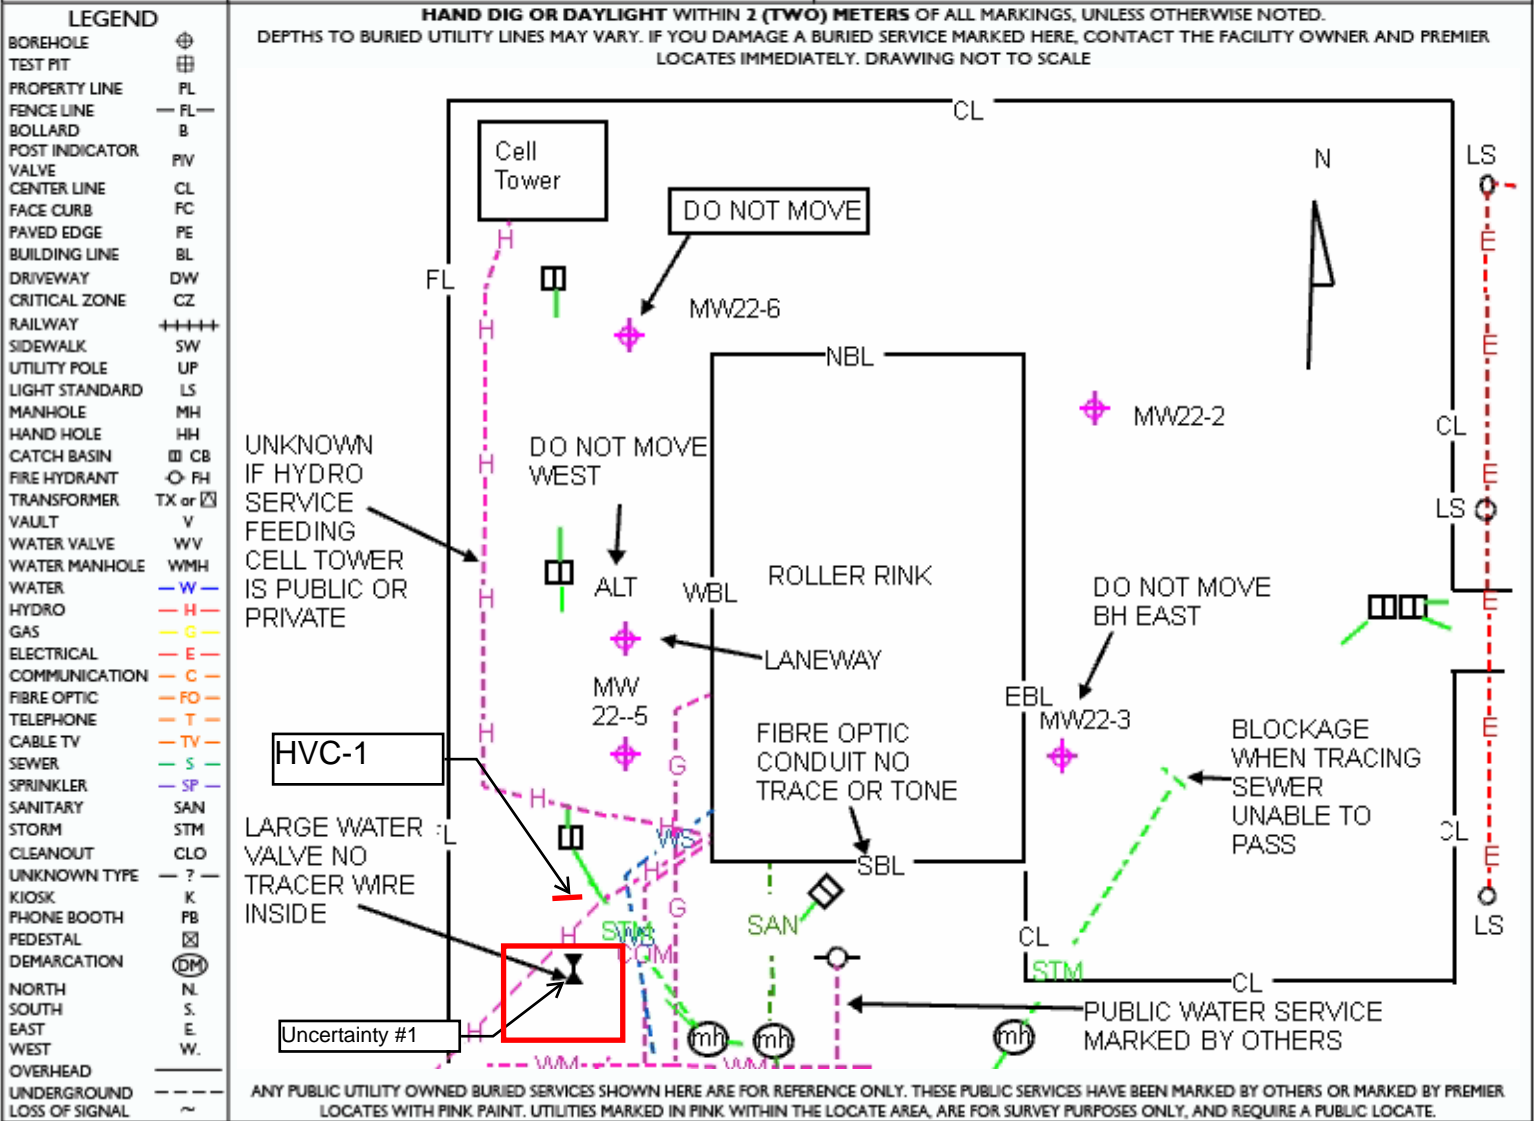 LEGEND
BOREHOLE
TEST PIT
PROPERTY LINE PL
FENCE LINE — FL —
BOLLARD B
POST INDICATOR
VALVE PIV
CENTER LINE CL
FACE CURB FC
PAVED EDGE PE
BUILDING LINE BL
DRIVEWAY DW
CRITICAL ZONE CZ
RAILWAY +++++
SIDEWALK SW
UTILITY POLE UP
LIGHT STANDARD LS
MANHOLE MH
HAND HOLE HH
CATCH BASIN CB
FIRE HYDRANT FH
TRANSFORMER TX or
VAULT V
WATER VALVE WV
WATER MANHOLE WMH
WATER — W —
HYDRO — H —
GAS — G —
ELECTRICAL — E —
COMMUNICATION — C —
FIBRE OPTIC — FO —
TELEPHONE — T —
CABLE TV — TV —
SEWER — S —
SPRINKLER — SP —
SANITARY SAN
STORM STM
CLEANOUT CLO
UNKNOWN TYPE — ? —
KIOSK K
PHONE BOOTH PB
PEDESTAL
DEMARCATION DM
NORTH N.
SOUTH S.
EAST E.
WEST W.
OVERHEAD
UNDERGROUND
LOSS OF SIGNAL ~
HAND DIG OR DAYLIGHT WITHIN 2 (TWO) METERS OF ALL MARKINGS, UNLESS OTHERWISE NOTED.
DEPTHS TO BURIED UTILITY LINES MAY VARY. IF YOU DAMAGE A BURIED SERVICE MARKED HERE, CONTACT THE FACILITY OWNER AND PREMIER
LOCATES IMMEDIATELY. DRAWING NOT TO SCALE
CL
Cell
Tower
DO NOT MOVE
N
LS
H
E
FL
MW22-6
H
E
NBL
MW22-2
CL
UNKNOWN
IF HYDRO
SERVICE
FEEDING
CELL TOWER
IS PUBLIC OR
PRIVATE
DO NOT MOVE
WEST
H
E
LS
ALT
WBL
ROLLER RINK
DO NOT MOVE
BH EAST
H
E
LANEWAY
MW
22--5
EBL
MW22-3
H
G
E
FIBRE OPTIC
CONDUIT NO
TRACE OR TONE
BLOCKAGE
WHEN TRACING
SEWER
UNABLE TO
PASS
HVC-1
H
H
WS
CL
E
LARGE WATER
VALVE NO
TRACER WIRE
INSIDE
L
H
SBL
G
LS
SAN
H
STM
WS
COM
CL
STM
CL
H
PUBLIC WATER SERVICE
MARKED BY OTHERS
Uncertainty #1
mh
mh
mh
WM
WM
ANY PUBLIC UTILITY OWNED BURIED SERVICES SHOWN HERE ARE FOR REFERENCE ONLY. THESE PUBLIC SERVICES HAVE BEEN MARKED BY OTHERS OR MARKED BY PREMIER
LOCATES WITH PINK PAINT. UTILITIES MARKED IN PINK WITHIN THE LOCATE AREA, ARE FOR SURVEY PURPOSES ONLY, AND REQUIRE A PUBLIC LOCATE.